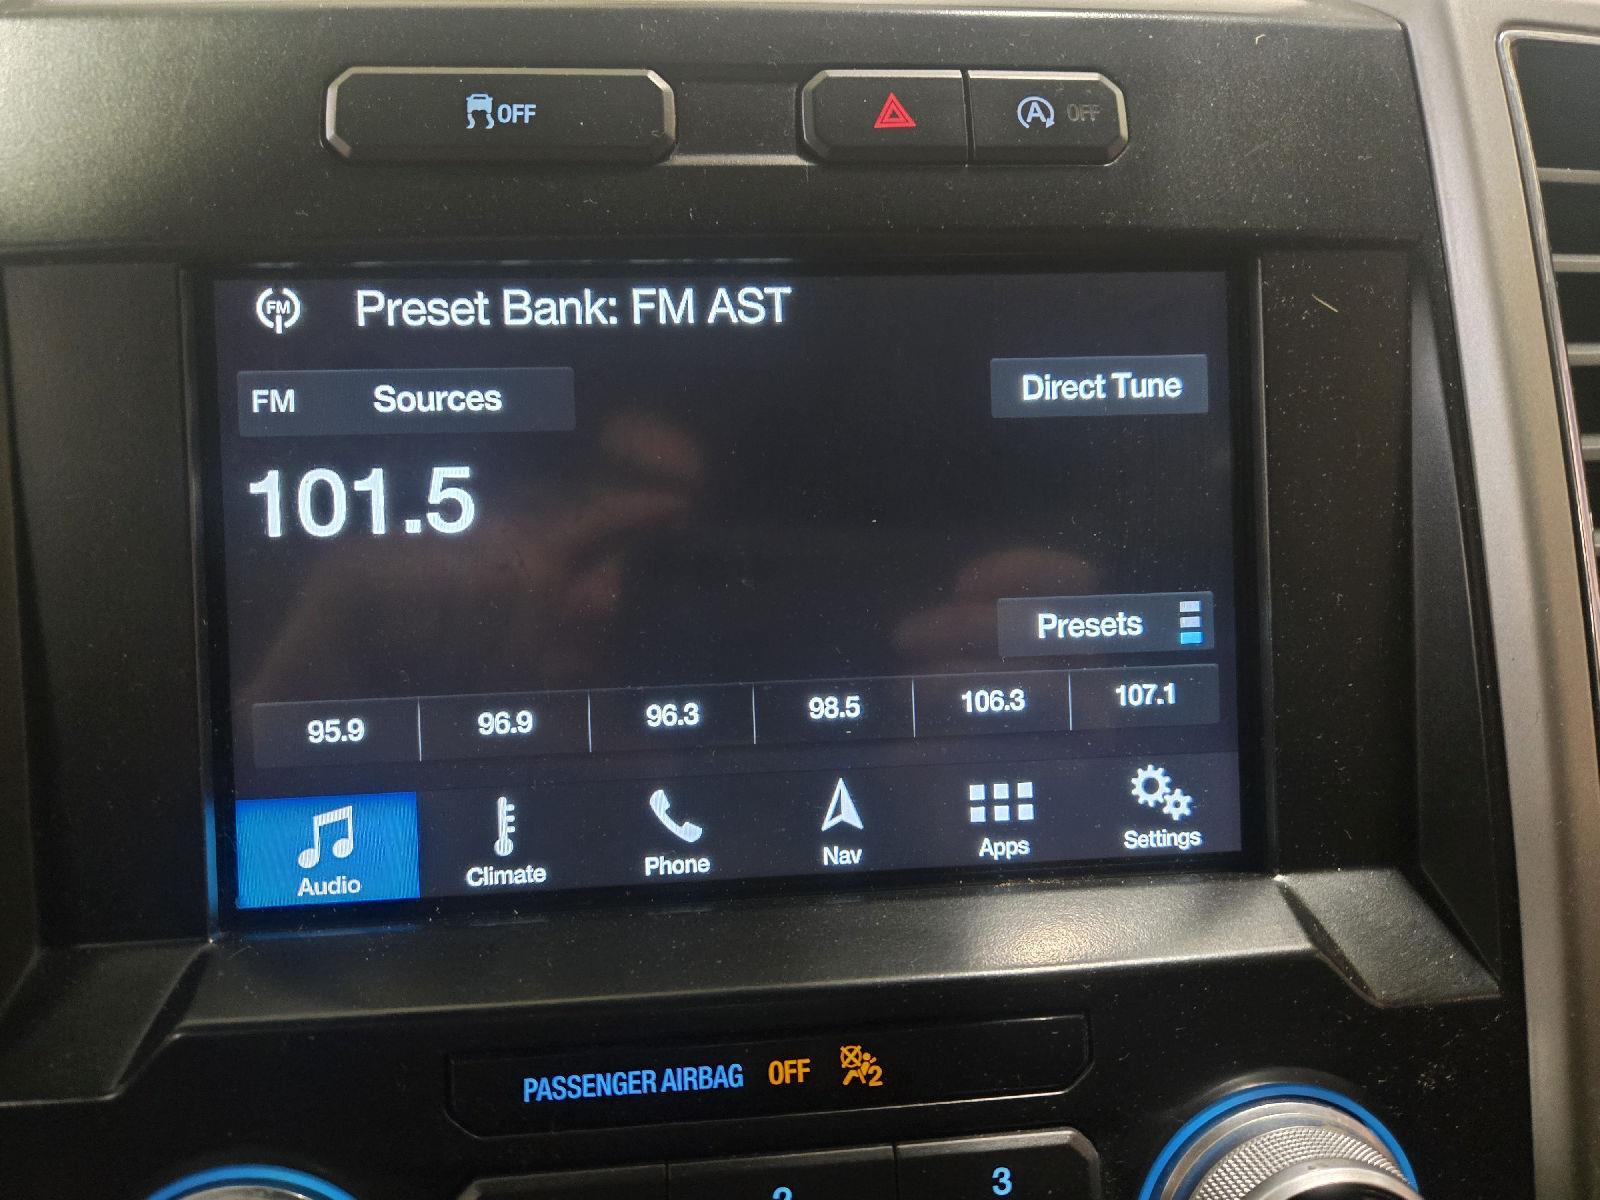 OFF
A OFF
FM Preset Bank: FM AST
FM Sources
Direct Tune
101.5
Presets
95.9 96.9 96.3 98.5 106.3 107.1
Audio Climate Phone Nav Apps Settings
PASSENGER AIRBAG OFF 2
2 3